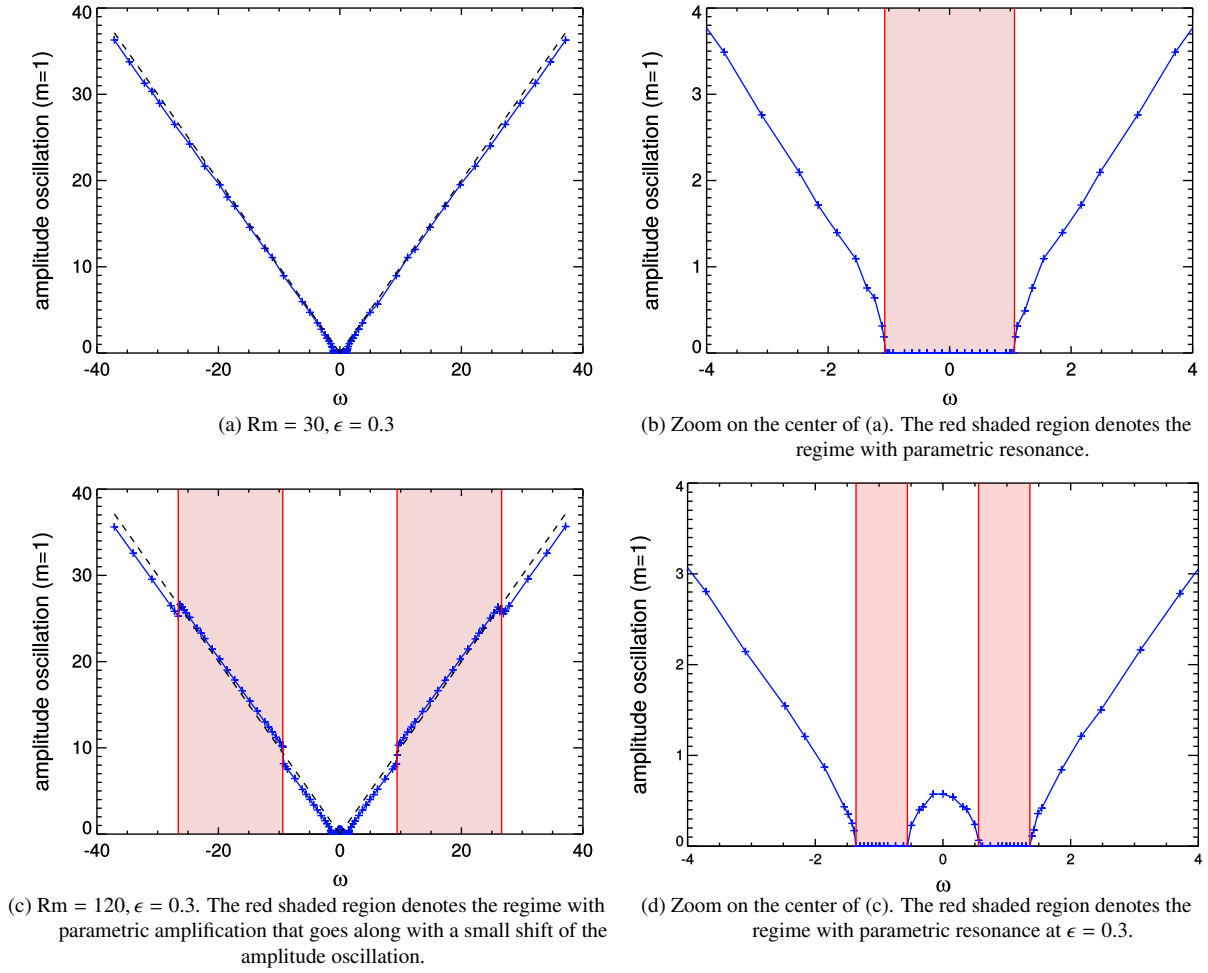 amplitude oscillation (m=1)
40
30
20
10
0
-40
-20
0
20
40
ω
(a) Rm = 30, ϵ = 0.3
amplitude oscillation (m=1)
4
3
2
1
0
-4
-2
0
2
4
ω
(b) Zoom on the center of (a). The red shaded region denotes the
regime with parametric resonance.
amplitude oscillation (m=1)
40
30
20
10
0
-40
-20
0
20
40
ω
(c) Rm = 120, ϵ = 0.3. The red shaded region denotes the regime with
parametric amplification that goes along with a small shift of the
amplitude oscillation.
amplitude oscillation (m=1)
4
3
2
1
0
-4
-2
0
2
4
ω
(d) Zoom on the center of (c). The red shaded region denotes the
regime with parametric resonance at ϵ = 0.3.